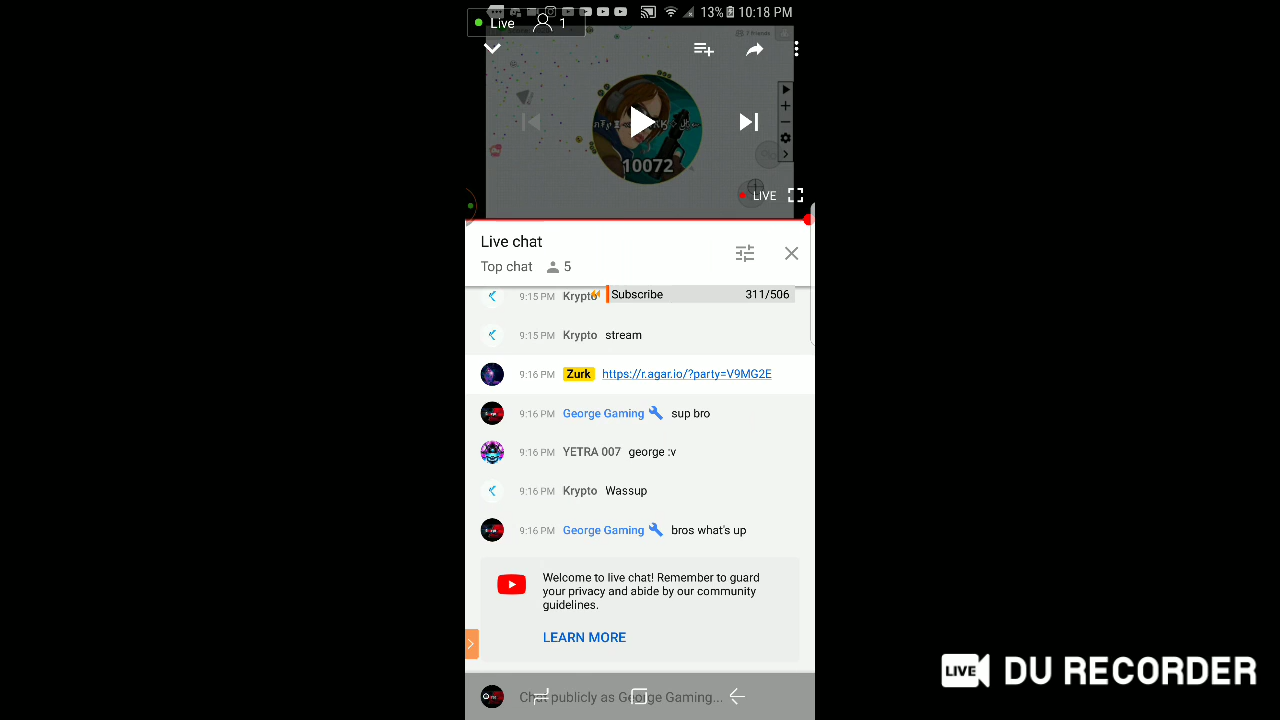 13% 10:18 PM
Live 1
2 friends
10072
LIVE
Live chat
Top chat 5
9:15 PM Krypto
Subscribe 311/506
9:15 PM Krypto stream
9:16 PM Zurk https://r.agar.io/?party=V9MG2E
9:16 PM George Gaming sup bro
9:16 PM YETRA 007 george :v
9:16 PM Krypto Wassup
9:16 PM George Gaming bros what's up
Welcome to live chat! Remember to guard
your privacy and abide by our community
guidelines.
LEARN MORE
Chat publicly as George Gaming...
LIVE DU RECORDER